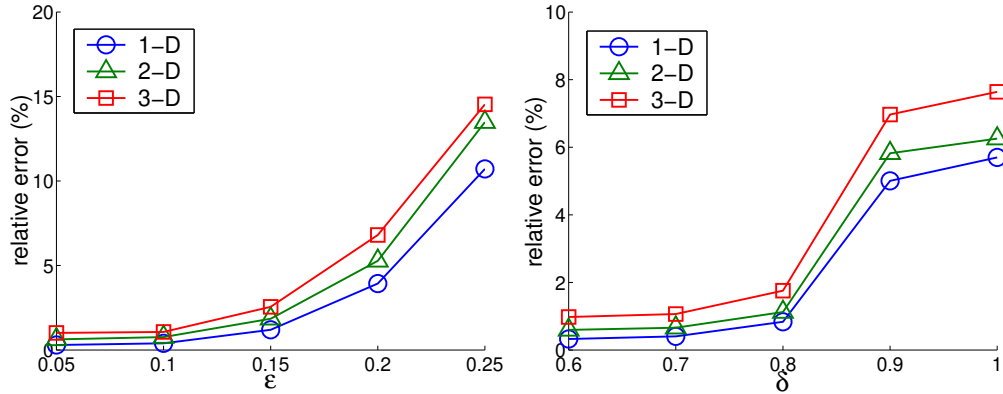 20
15
10
5
0
relative error (%)
1-D
2-D
3-D
0.05
0.1
0.15
0.2
0.25
ε
10
8
6
4
2
0
relative error (%)
1-D
2-D
3-D
0.6
0.7
0.8
0.9
1
δ